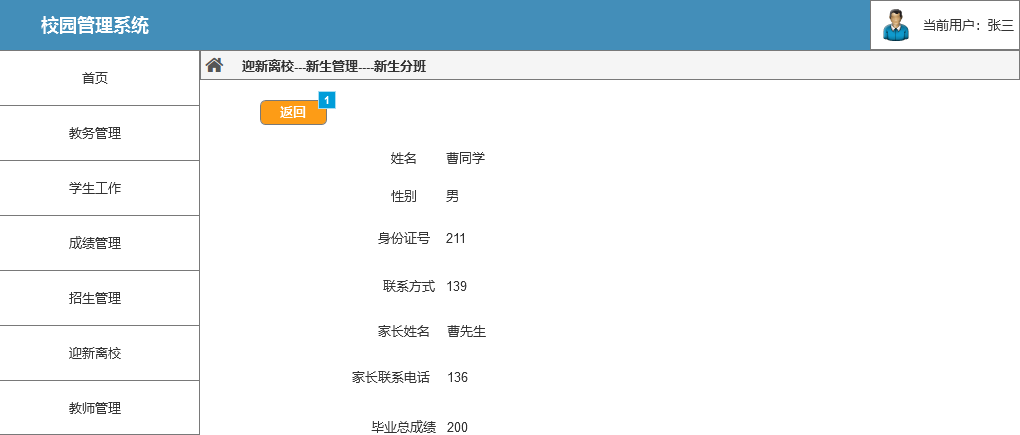 校园管理系统
当前用户：张三
首页
教务管理
学生工作
成绩管理
招生管理
迎新离校
教师管理
迎新离校---新生管理----新生分班
返回
1
姓名 曹同学
性别 男
身份证号 211
联系方式 139
家长姓名 曹先生
家长联系电话 136
毕业总成绩 200